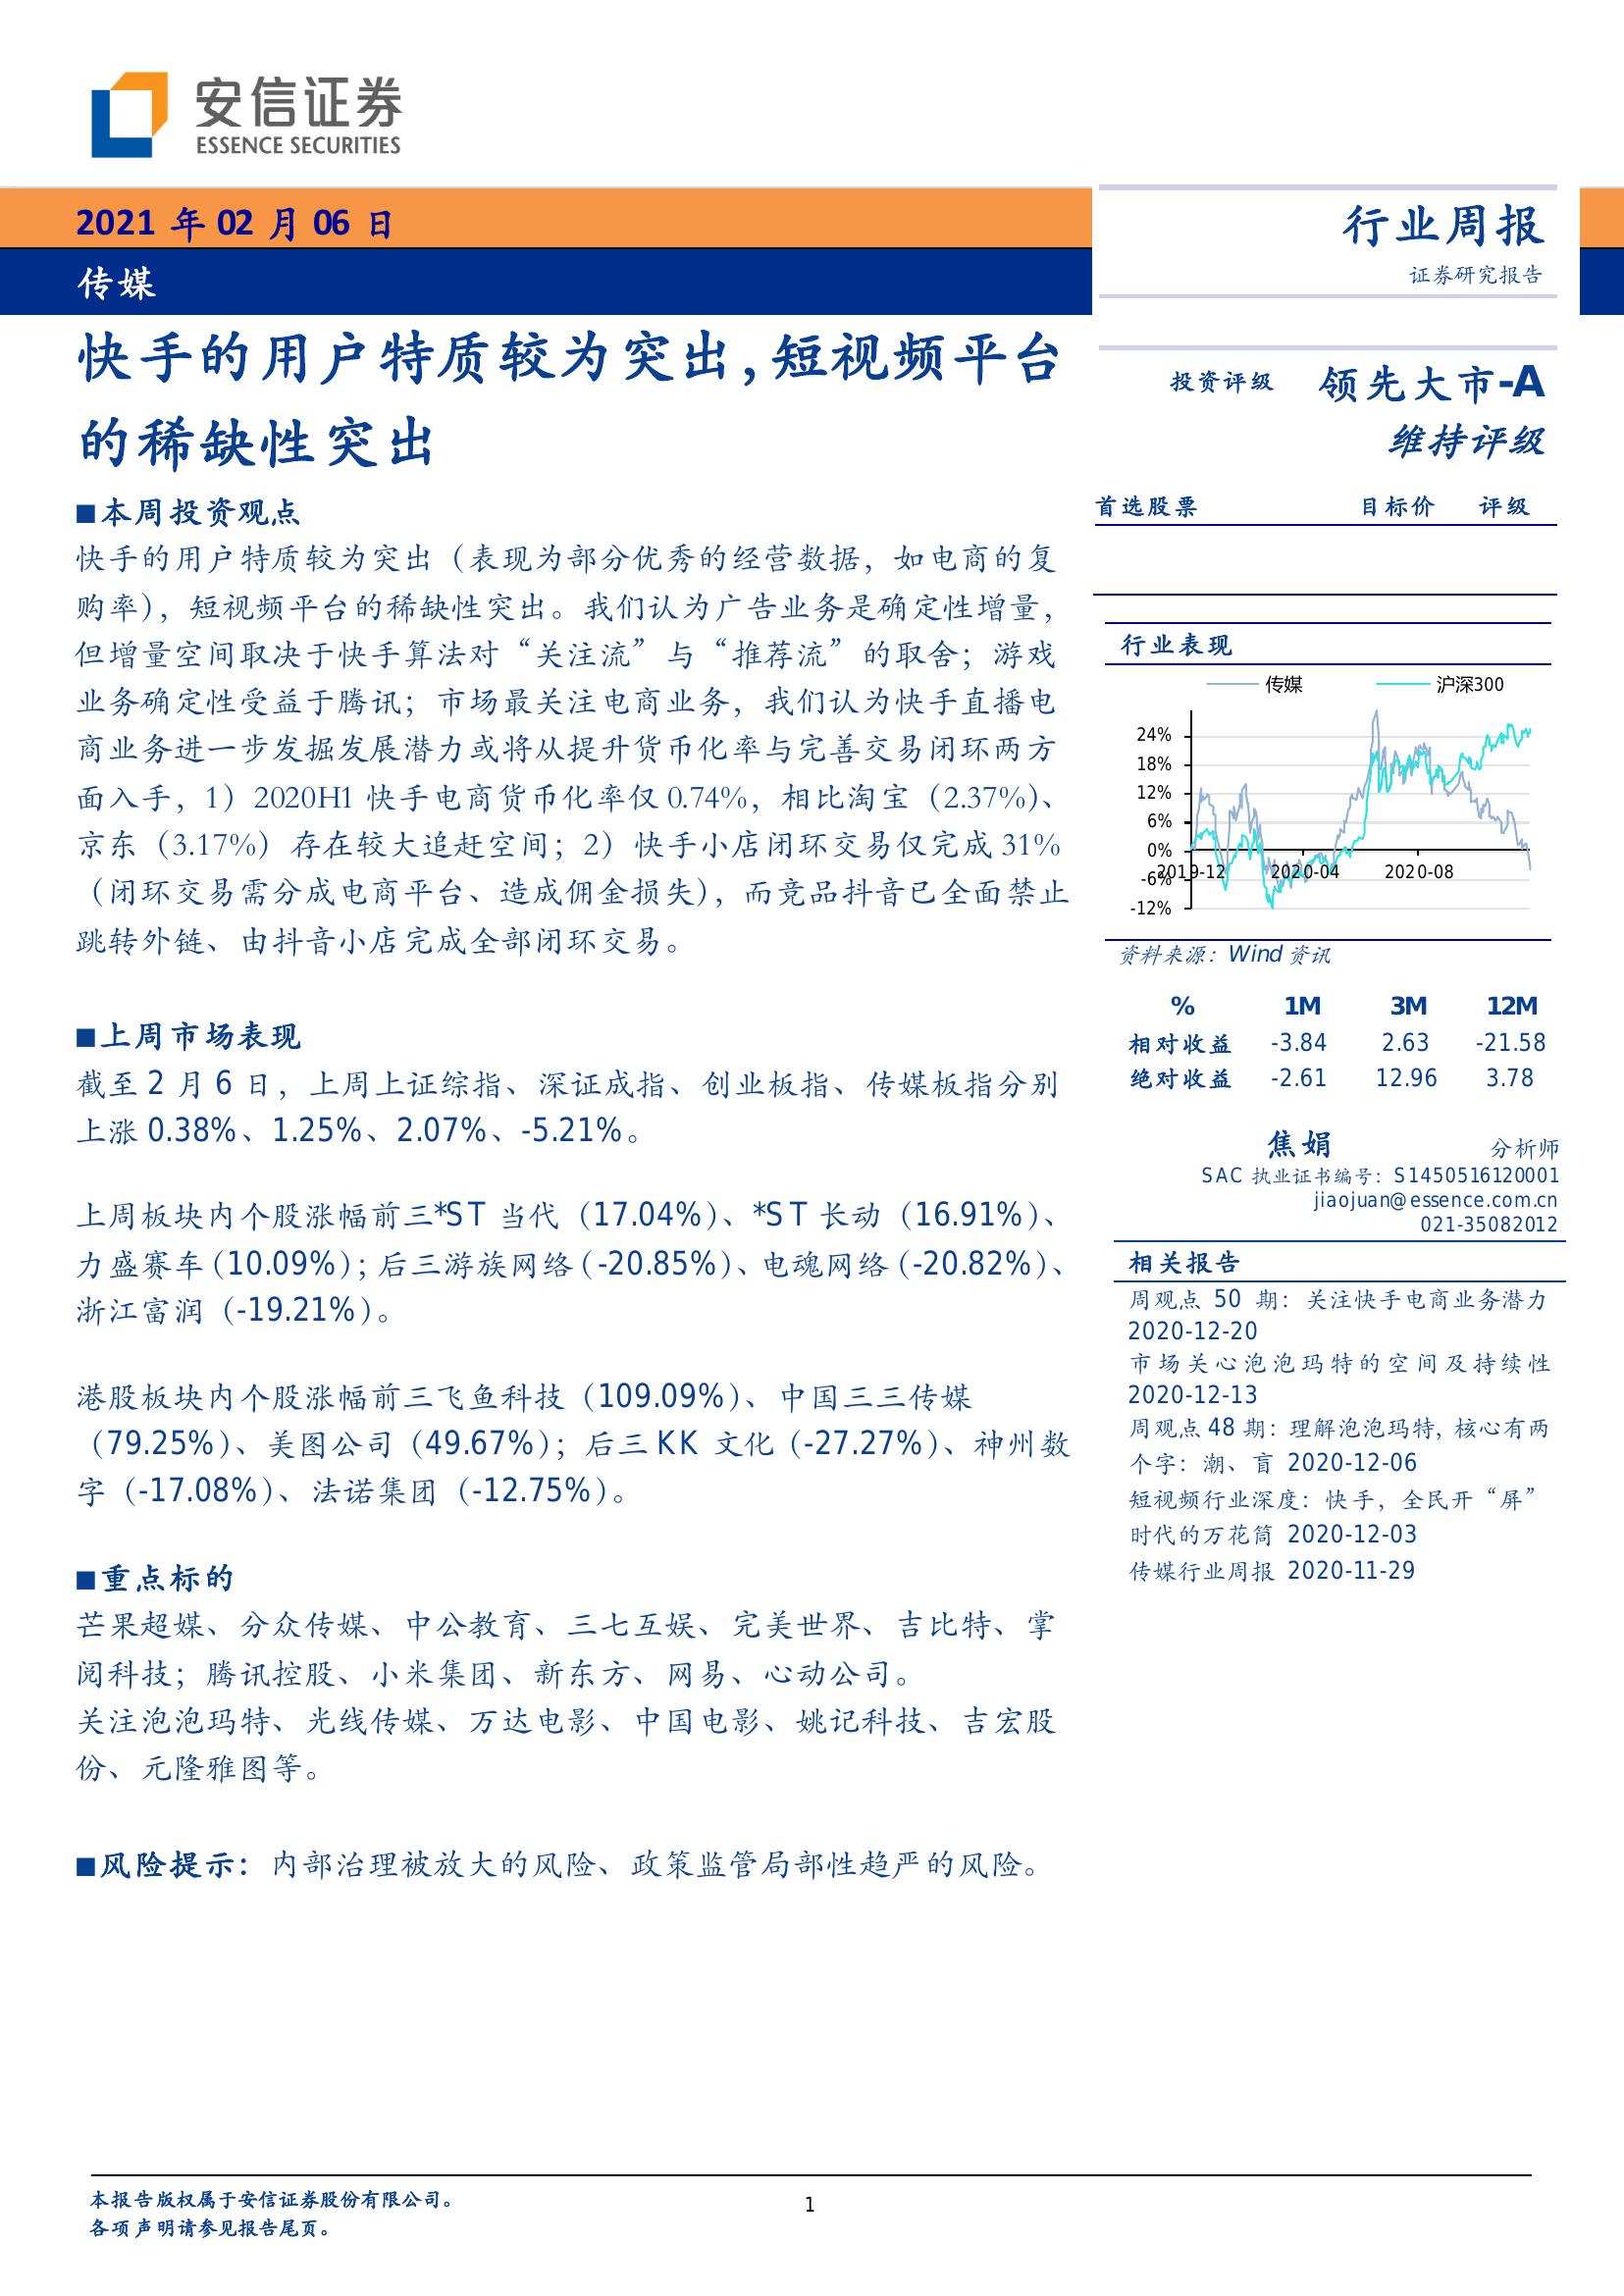 安信证券
ESSENCE SECURITIES
2021 年 02 月 06 日
传媒
行业周报
证券研究报告
快手的用户特质较为突出,短视频平台
的稀缺性突出
■本周投资观点
快手的用户特质较为突出（表现为部分优秀的经营数据，如电商的复
购率），短视频平台的稀缺性突出。我们认为广告业务是确定性增量，
但增量空间取决于快手算法对“关注流”与“推荐流”的取舍；游戏
业务确定性受益于腾讯；市场最关注电商业务，我们认为快手直播电
商业务进一步发掘发展潜力或将从提升货币化率与完善交易闭环两方
面入手，1）2020H1 快手电商货币化率仅 0.74%，相比淘宝（2.37%）、
京东（3.17%）存在较大追赶空间；2）快手小店闭环交易仅完成 31%
（闭环交易需分成电商平台、造成佣金损失），而竞品抖音已全面禁止
跳转外链、由抖音小店完成全部闭环交易。
■上周市场表现
截至 2 月 6 日，上周上证综指、深证成指、创业板指、传媒板指分别
上涨 0.38%、1.25%、2.07%、-5.21%。
上周板块内个股涨幅前三*ST 当代（17.04%）、*ST 长动（16.91%）、
力盛赛车（10.09%）；后三游族网络（-20.85%）、电魂网络（-20.82%）、
浙江富润（-19.21%）。
港股板块内个股涨幅前三飞鱼科技（109.09%）、中国三三传媒
（79.25%）、美图公司（49.67%）；后三 KK 文化（-27.27%）、神州数
字（-17.08%）、法诺集团（-12.75%）。
■重点标的
芒果超媒、分众传媒、中公教育、三七互娱、完美世界、吉比特、掌
阅科技；腾讯控股、小米集团、新东方、网易、心动公司。
关注泡泡玛特、光线传媒、万达电影、中国电影、姚记科技、吉宏股
份、元隆雅图等。
■风险提示：内部治理被放大的风险、政策监管局部性趋严的风险。
投资评级 领先大市-A
维持评级
首选股票 目标价 评级
行业表现
传媒 沪深300
24%
18%
12%
6%
0%
-6%
-12%
2019-12 2020-04 2020-08
资料来源：Wind 资讯
% 1M 3M 12M
相对收益 -3.84 2.63 -21.58
绝对收益 -2.61 12.96 3.78
焦娟 分析师
SAC 执业证书编号：S1450516120001
jiaojuan@essence.com.cn
021-35082012
相关报告
周观点 50 期：关注快手电商业务潜力
2020-12-20
市场关心泡泡玛特的空间及持续性
2020-12-13
周观点 48 期：理解泡泡玛特，核心有两
个字：潮、盲 2020-12-06
短视频行业深度：快手，全民开“屏”
时代的万花筒 2020-12-03
传媒行业周报 2020-11-29
本报告版权属于安信证券股份有限公司。
各项声明请参见报告尾页。
1